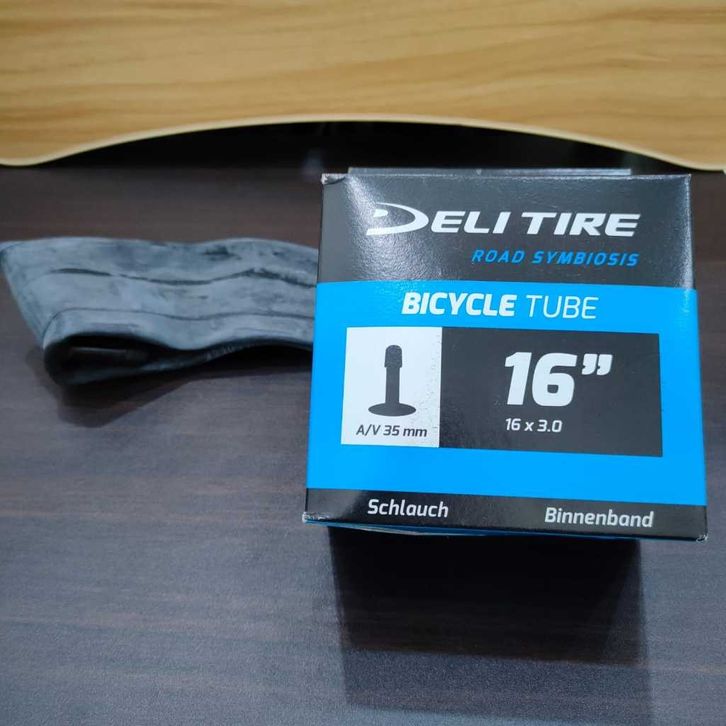 DELI TIRE
ROAD SYMBIOSIS
BICYCLE TUBE
16”
16 x 3.0
A/V 35 mm
Schlauch
Binnenband